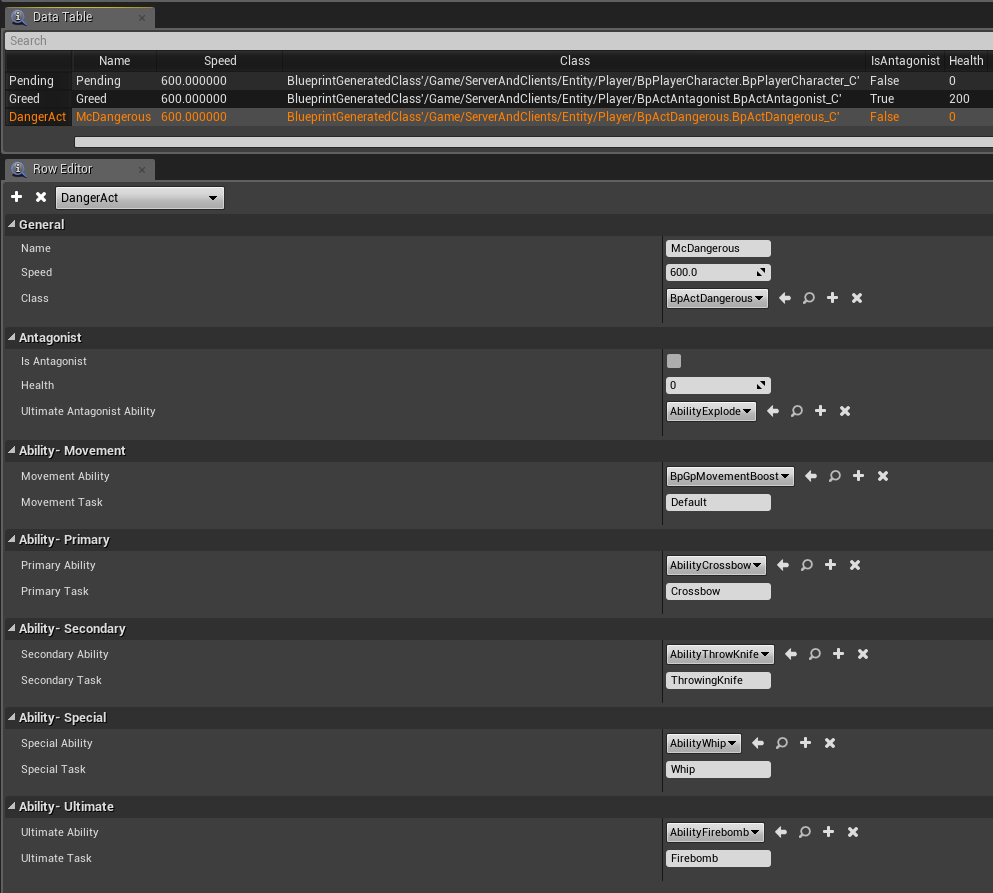 Data Table
Search
Name Speed Class IsAntagonist Health
Pending Pending 600.000000 BlueprintGeneratedClass'/Game/ServerAndClients/Entity/Player/BpPlayerCharacter.BpPlayerCharacter_C' False 0
Greed Greed 600.000000 BlueprintGeneratedClass'/Game/ServerAndClients/Entity/Player/BpActAntagonist.BpActAntagonist_C' True 200
DangerAct McDangerous 600.000000 BlueprintGeneratedClass'/Game/ServerAndClients/Entity/Player/BpActDangerous.BpActDangerous_C' False 0
Row Editor
DangerAct
General
Name McDangerous
Speed 600.0
Class BpActDangerous
Antagonist
Is Antagonist
Health 0
Ultimate Antagonist Ability AbilityExplode
Ability- Movement
Movement Ability BpGpMovementBoost
Movement Task Default
Ability- Primary
Primary Ability AbilityCrossbow
Primary Task Crossbow
Ability- Secondary
Secondary Ability AbilityThrowKnife
Secondary Task ThrowingKnife
Ability- Special
Special Ability AbilityWhip
Special Task Whip
Ability- Ultimate
Ultimate Ability AbilityFirebomb
Ultimate Task Firebomb